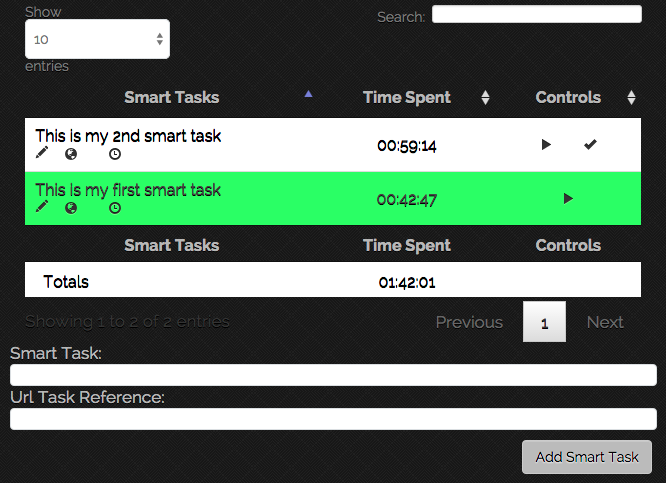 Show
10
entries
Search:
Smart Tasks Time Spent Controls
This is my 2nd smart task 00:59:14
This is my first smart task 00:42:47
Smart Tasks Time Spent Controls
Totals 01:42:01
Showing 1 to 2 of 2 entries Previous 1 Next
Smart Task:
Url Task Reference:
Add Smart Task